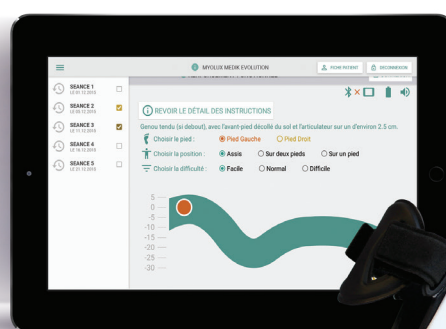 MYOLUX MEDIK EVOLUTION
FICHE PATIENT
DECONNEXION
SEANCE 1
SEANCE 2
SEANCE 3
SEANCE 4
SEANCE 5
REVOIR LE DÉTAIL DES INSTRUCTIONS
Genou tendu (si debout), avec l'avant-pied décollé du sol et l'articulateur sur un d'environ 2.5 cm.
Choisir le pied :
Pied Gauche
Pied Droit
Choisir la position :
Assis
Sur deux pieds
Sur un pied
Choisir la difficulté :
Facile
Normal
Difficile
5
0
-5
-10
-15
-20
-25
-30